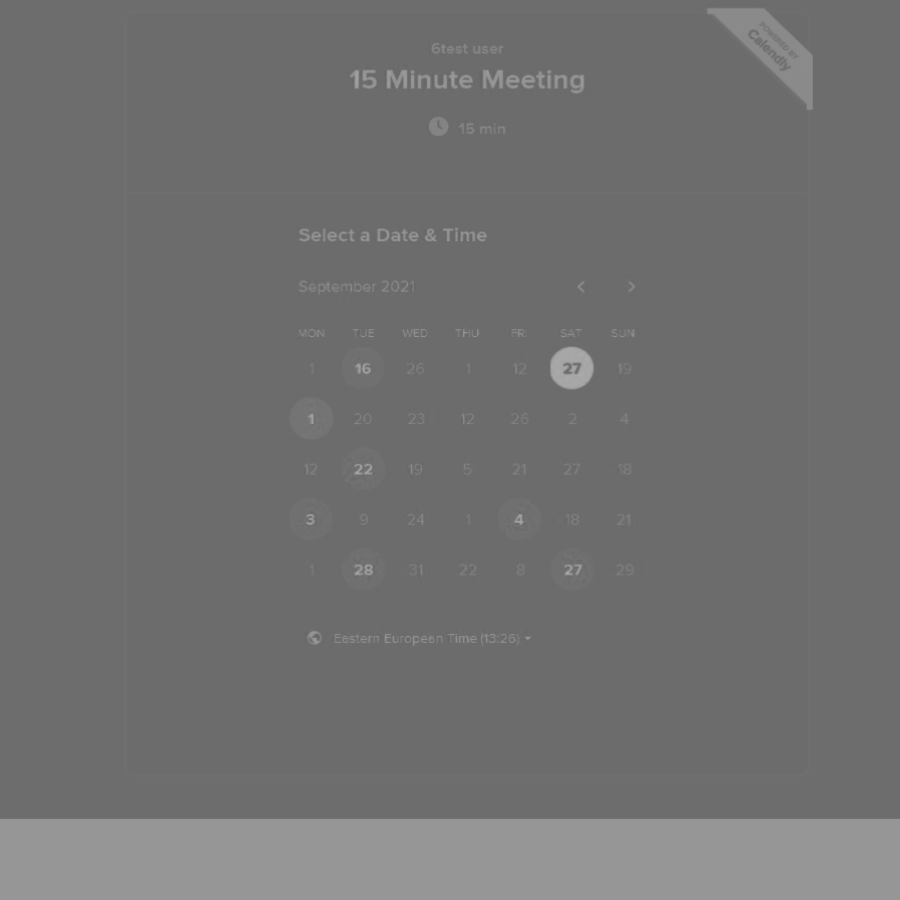 POWERED BY
Calendly
6test user
15 Minute Meeting
15 min
Select a Date & Time
September 2021
MON TUE WED THU FR. SAT SUN
1 16 26 1 12 27 19
1 20 23 12 26 2 4
12 22 19 5 21 27 18
3 9 24 1 4 18 21
1 28 31 22 8 27 29
Eestern European Time (13:26)